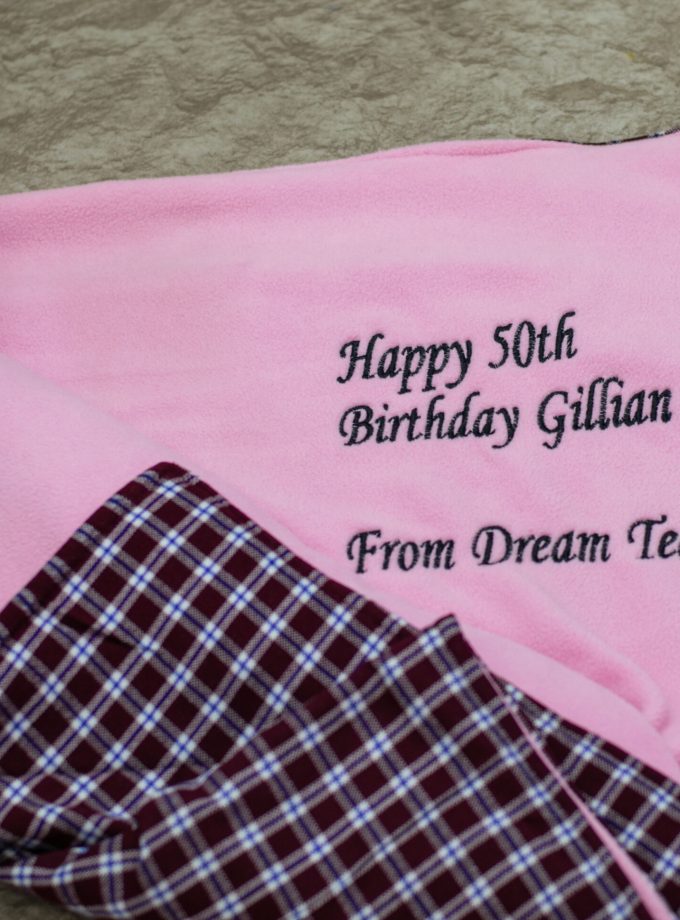 Happy 50th
Birthday Gillian
From Dream